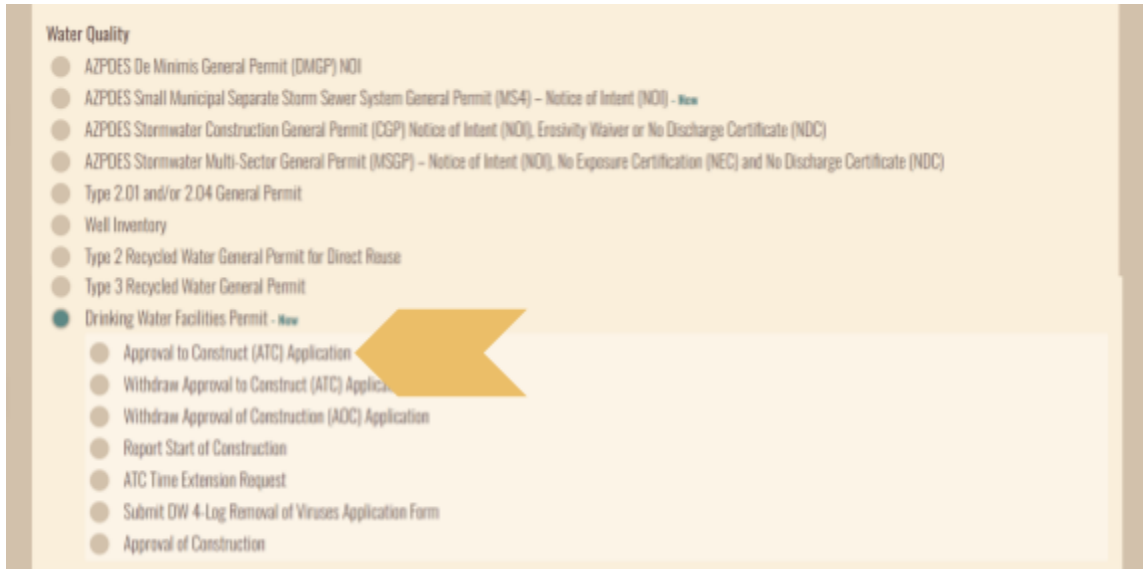 Water Quality
AZPDES De Minimis General Permit (DMGP) NOI
AZPDES Small Municipal Separate Storm Sewer System General Permit (MS4) – Notice of Intent (NOI) - New
AZPDES Stormwater Construction General Permit (CGP) Notice of Intent (NOI), Erosivity Waiver or No Discharge Certificate (NDC)
AZPDES Stormwater Multi-Sector General Permit (MSGP) – Notice of Intent (NOI), No Exposure Certification (NEC) and No Discharge Certificate (NDC)
Type 2.01 and/or 2.04 General Permit
Well Inventory
Type 2 Recycled Water General Permit for Direct Reuse
Type 3 Recycled Water General Permit
Drinking Water Facilities Permit - New
Approval to Construct (ATC) Application
Withdraw Approval to Construct (ATC)
Withdraw Approval of Construction (AOC) Application
Report Start of Construction
ATC Time Extension Request
Submit DW 4-Log Removal of Viruses Application Form
Approval of Construction